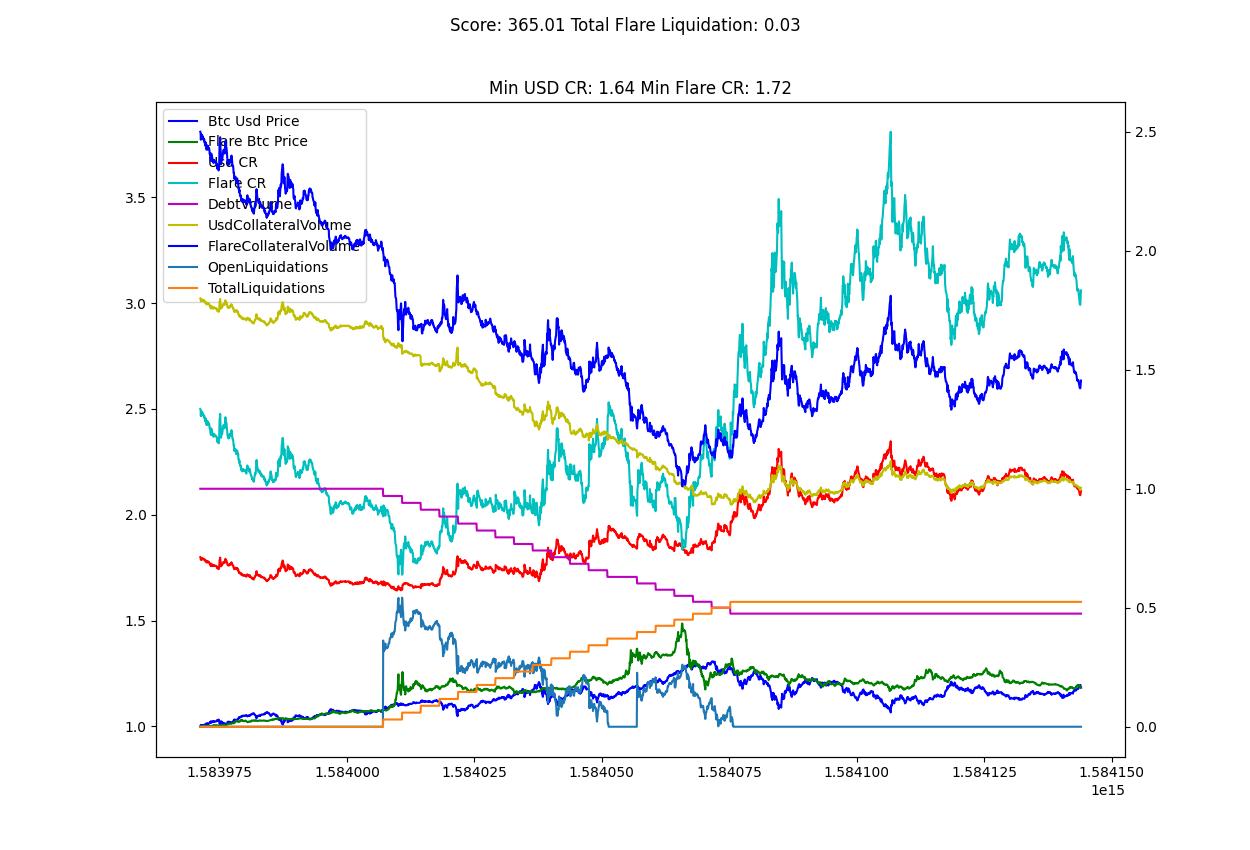 Score: 365.01 Total Flare Liquidation: 0.03
Min USD CR: 1.64 Min Flare CR: 1.72
Btc Usd Price
Flare Btc Price
Usd CR
Flare CR
DebtVolume
UsdCollateralVolume
FlareCollateralVolume
OpenLiquidations
TotalLiquidations
3.5
3.0
2.5
2.0
1.5
1.0
2.5
2.0
1.5
1.0
0.5
0.0
1.583975 1.584000 1.584025 1.584050 1.584075 1.584100 1.584125 1.584150
1e15